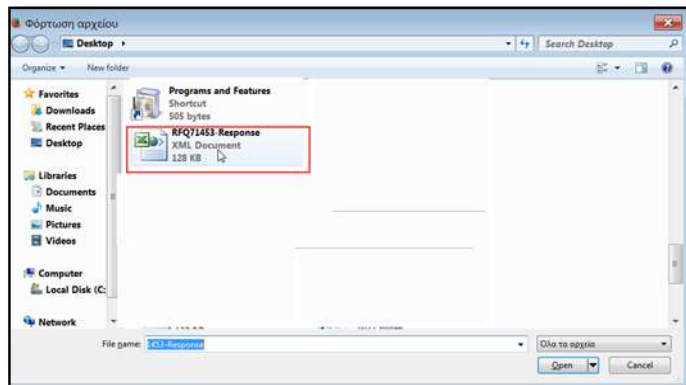 Φόρτωση αρχείου
Desktop
Search Desktop
Organize
New folder
Favorites
Downloads
Recent Places
Desktop
Libraries
Documents
Music
Pictures
Videos
Computer
Local Disk (C:
Network
Programs and Features
Shortcut
505 bytes
RFQ71453-Response
XML Document
128 KB
File name:
1453-Response
Όλα τα αρχεία
Open
Cancel